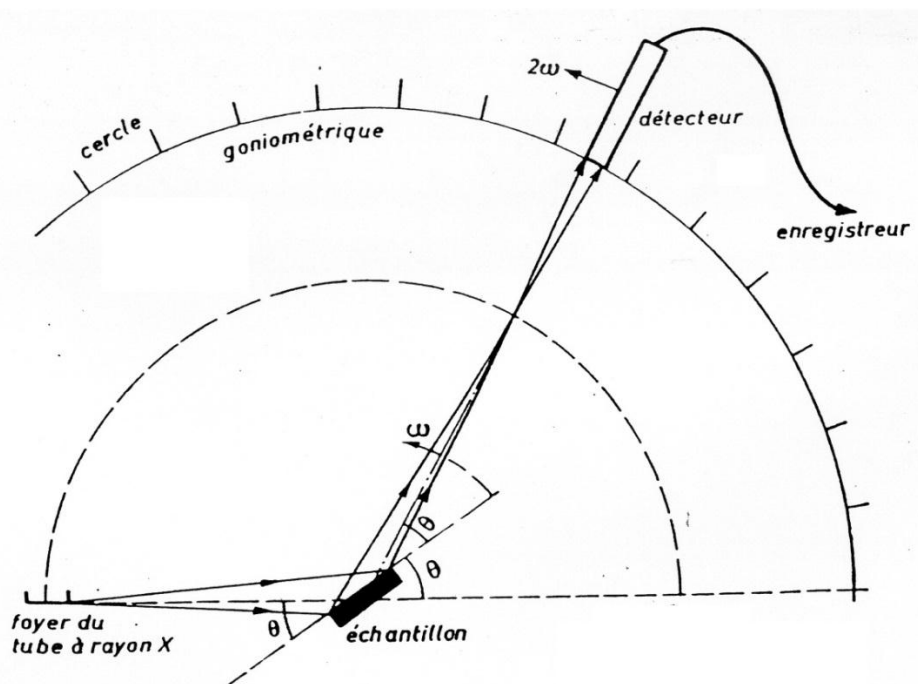 2ω
détecteur
cercle
goniométrique
enregistreur
ω
θ
θ
θ
foyer du
tube à rayon X
échantillon